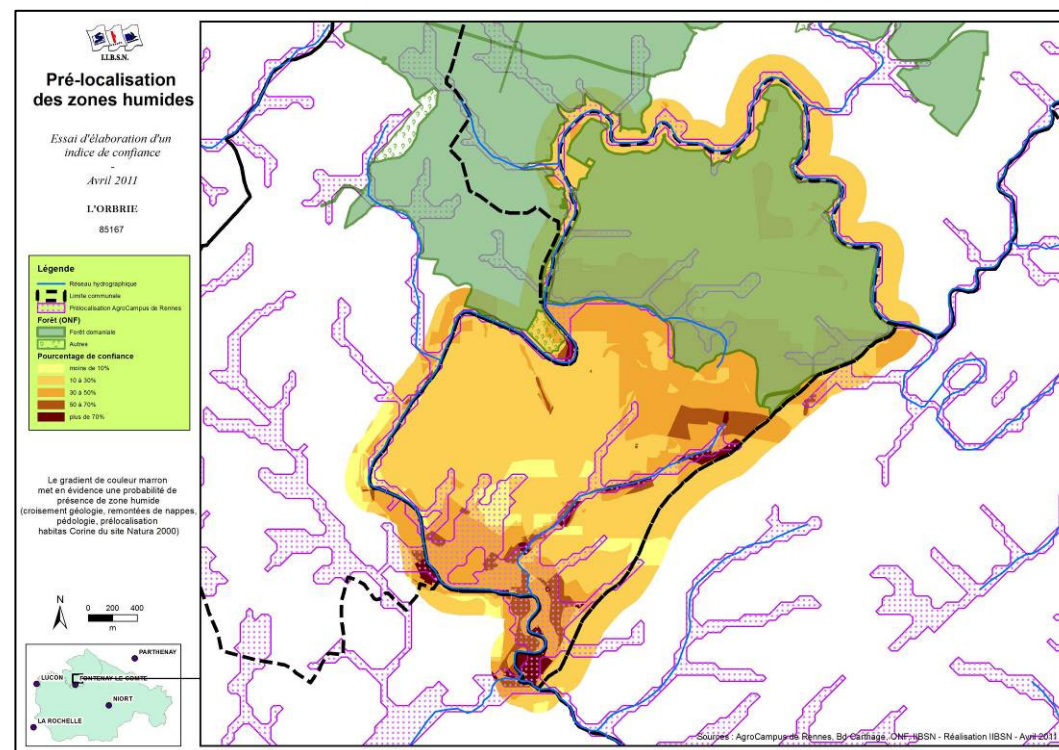 I.I.B.S.N.
Pré-localisation
des zones humides
Essai d'élaboration d'un
indice de confiance
-
Avril 2011
L'ORBRIE
85167
Légende
Réseau hydrographique
Limite communale
Prélocalisation AgroCampus de Rennes
Forêt (ONF)
Forêt domaniale
Autres
Pourcentage de confiance
moins de 10%
10 à 30%
30 à 50%
50 à 70%
plus de 70%
Le gradient de couleur marron
met en évidence une probabilité de
présence de zone humide
(croisement géologie, remontées de nappes,
pédologie, prélocalisation
habitas Corine du site Natura 2000)
N
0 200 400
m
PARTHENAY
LUCON
FONTENAY-LE-COMTE
NIORT
LA ROCHELLE
Sources : AgroCampus de Rennes, Bd Carthage, ONF, IIBSN - Réalisation IIBSN - Avril 2011